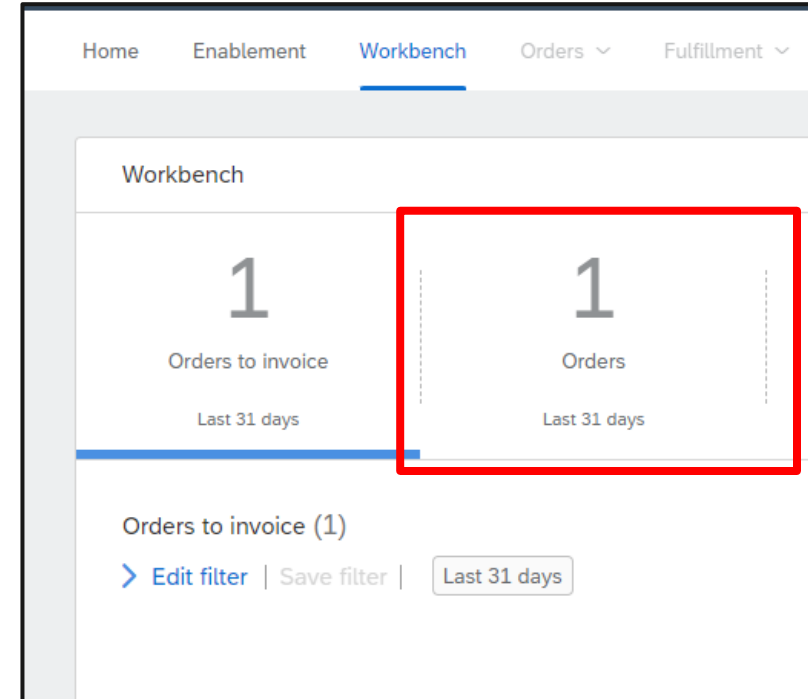 Home Enablement Workbench Orders Fulfillment
Workbench
1 1
Orders to invoice Orders
Last 31 days Last 31 days
Orders to invoice (1)
Edit filter | Save filter | Last 31 days